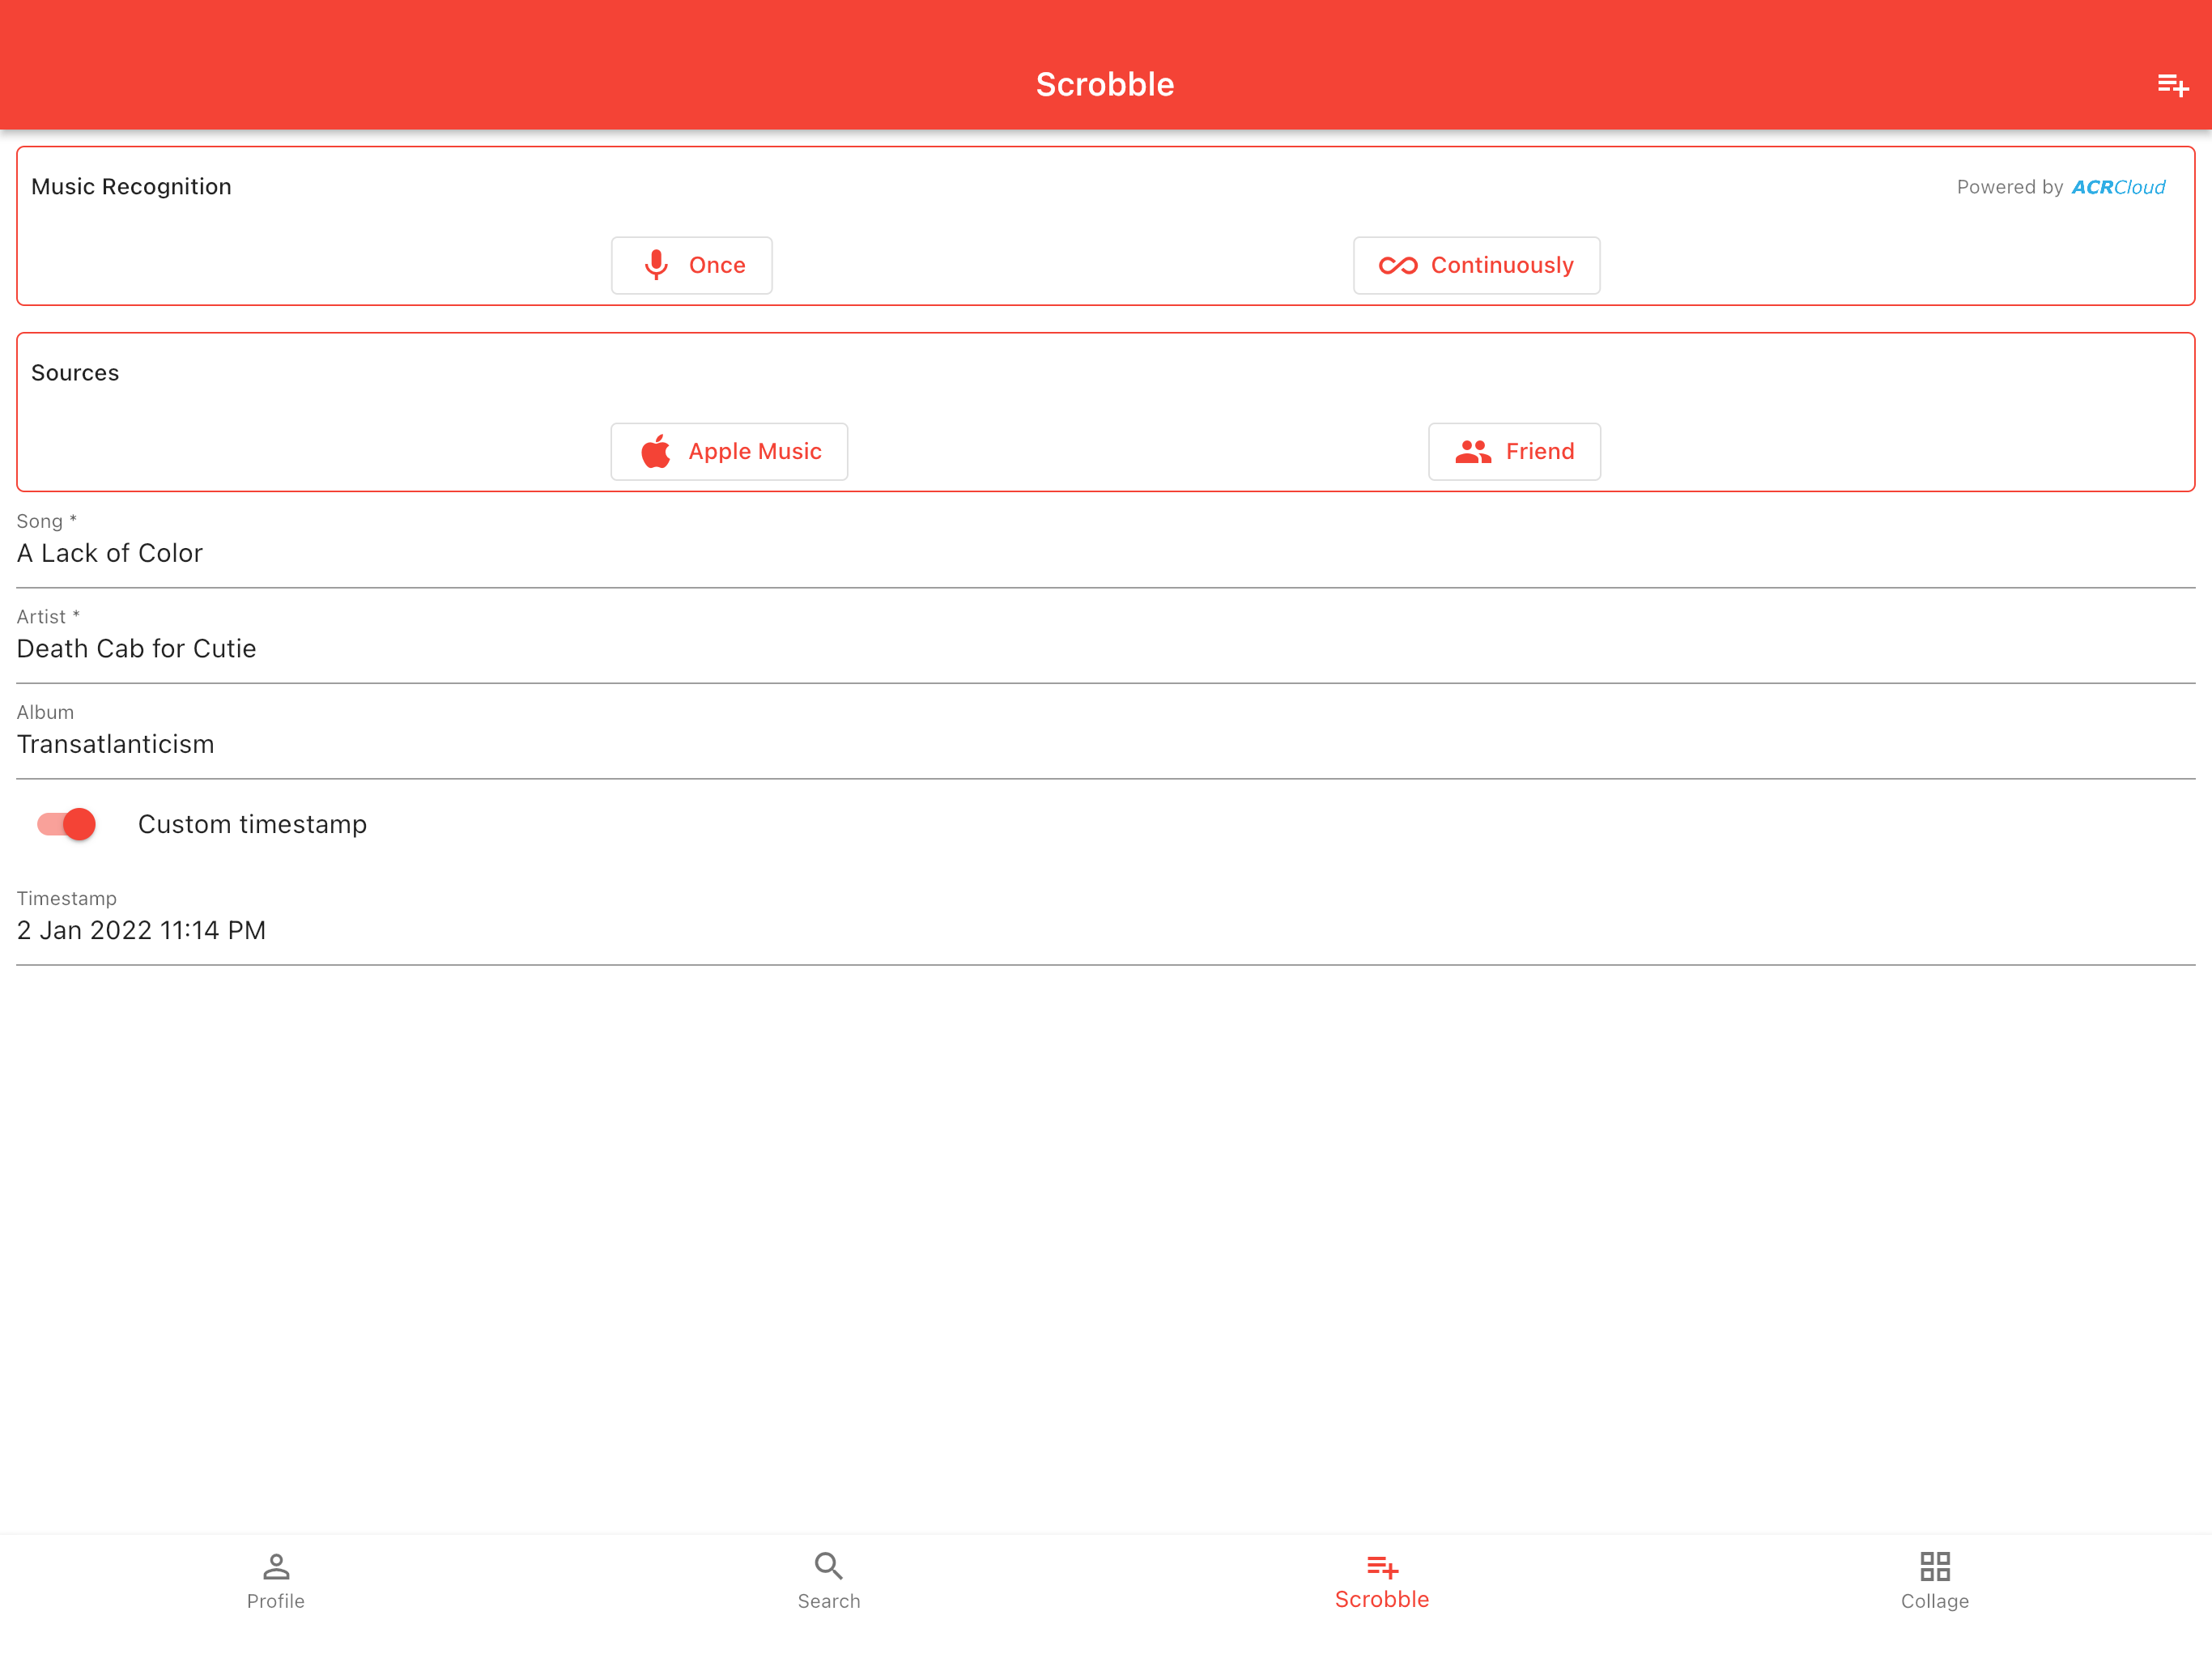 Scrobble
Music Recognition
Powered by ACRCloud
Once
Continuously
Sources
Apple Music
Friend
Song *
A Lack of Color
Artist *
Death Cab for Cutie
Album
Transatlanticism
Custom timestamp
Timestamp
2 Jan 2022 11:14 PM
Profile
Search
Scrobble
Collage